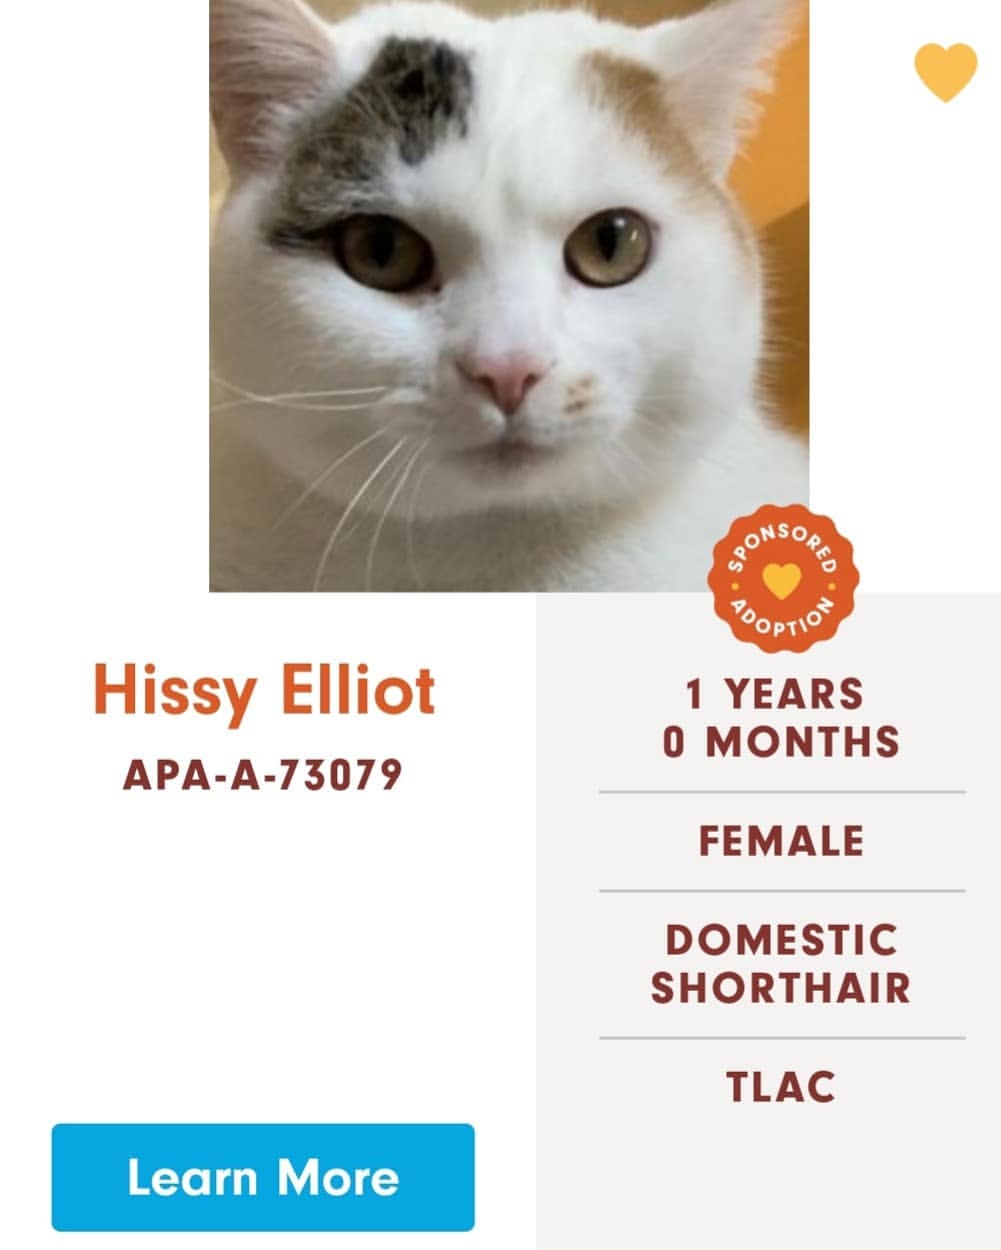 SPONSORED
ADOPTION
Hissy Elliot
APA-A-73079
1 YEARS
0 MONTHS
FEMALE
DOMESTIC
SHORTHAIR
TLAC
Learn More